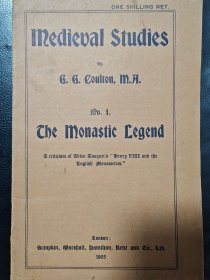 ONE SHILLING NET.
Medieval Studies
By
G. G. Coulton, M.A.
No. 1.
The Monastic Legend
A criticism of Abbot Gasquet's "Henry VIII and the
English Monasteries."
London:
Simpkin, Marshall, Hamilton, Kent and Co., Ltd.
1905